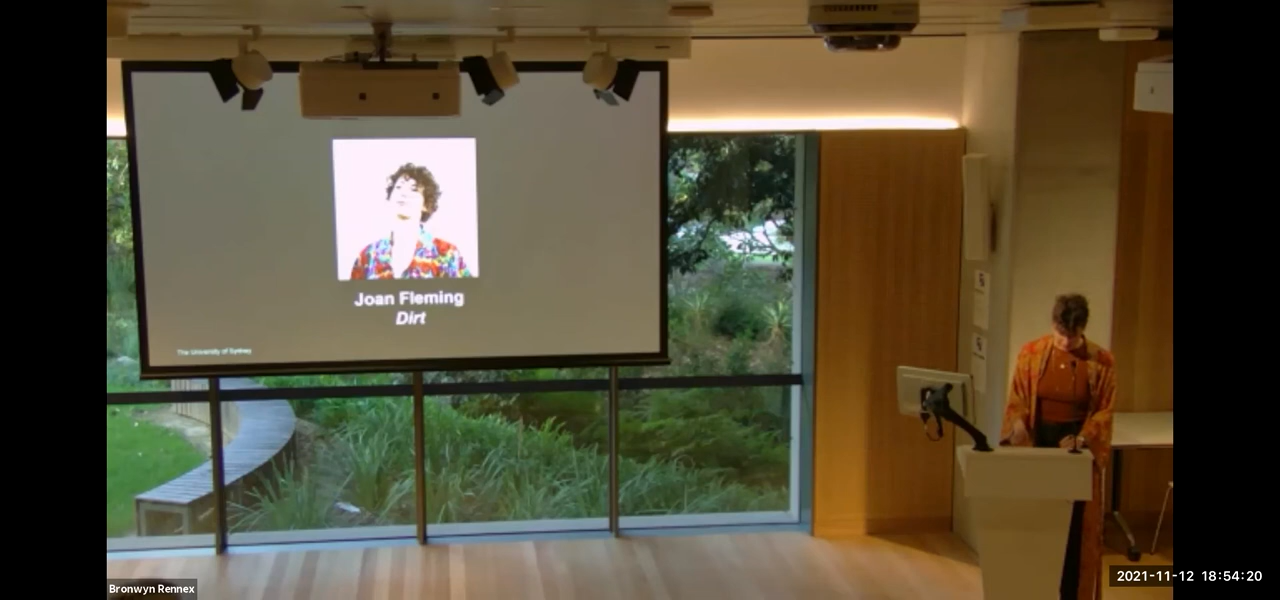 Joan Fleming
Dirt
The University of Sydney
Bronwyn Rennex
2021-11-12 18:54:20